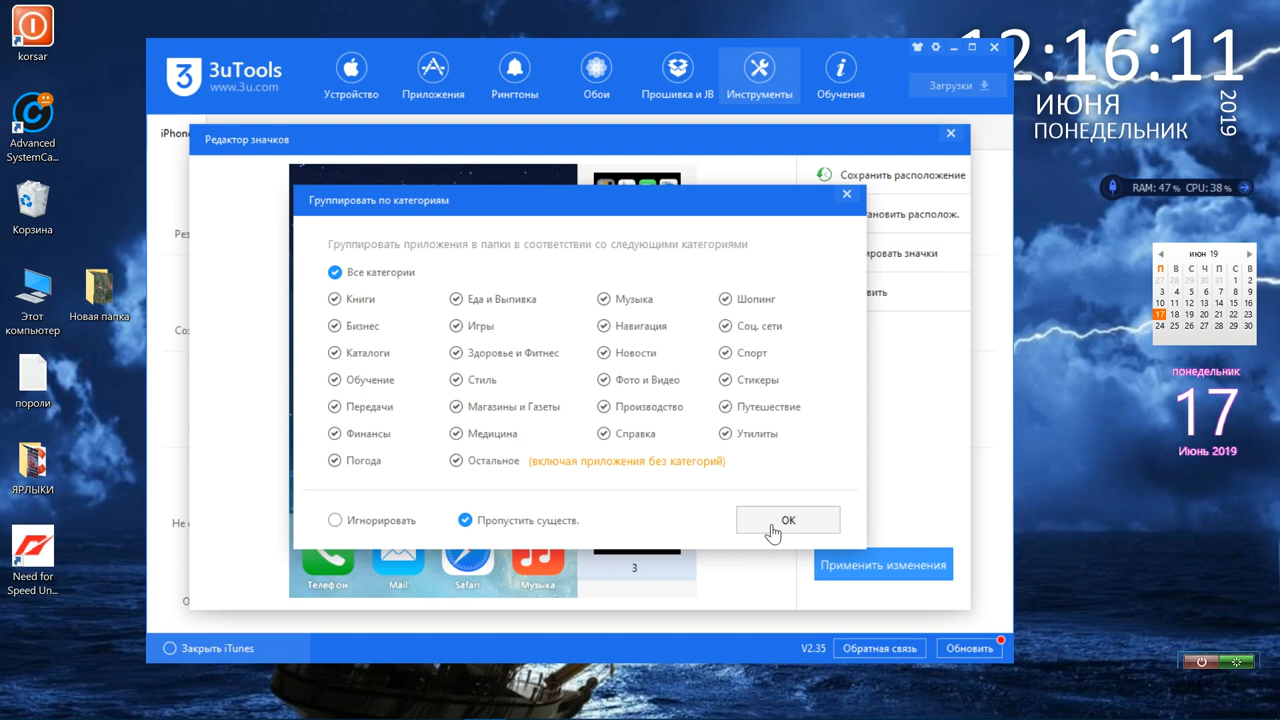 korsar
Advanced
SystemCa...
Корзина
Этот
компьютер
Новая папка
пороли
ЯРЛЫКИ
Need for
Speed Un...
3uTools
www.3u.com
Устройство
Приложения
Рингтоны
Обои
Прошивка и JB
Инструменты
Обучения
Загрузки
iPhon
Редактор значков
Сохранить расположение
ановить располож.
ировать значки
вить
Группировать по категориям
Группировать приложения в папки в соответствии со следующими категориями
Все категории
Книги
Еда и Выпивка
Музыка
Шопинг
Бизнес
Игры
Навигация
Соц. сети
Каталоги
Здоровье и Фитнес
Новости
Спорт
Обучение
Стиль
Фото и Видео
Стикеры
Передачи
Магазины и Газеты
Производство
Путешествие
Финансы
Медицина
Справка
Утилиты
Погода
Остальное (включая приложения без категорий)
Игнорировать
Пропустить существ.
OK
Рез
Соз
Не с
О
Телефон
Mail
Safari
Музыка
3
Применить изменения
Закрыть iTunes
V2.35
Обратная связь
Обновить
12:16:11
ИЮНЯ
ПОНЕДЕЛЬНИК
2019
RAM: 47% CPU: 38%
июн 19
П В С Ч П С В
27 28 29 30 31 1 2
3 4 5 6 7 8 9
10 11 12 13 14 15 16
17 18 19 20 21 22 23
24 25 26 27 28 29 30
понедельник
17
Июнь 2019